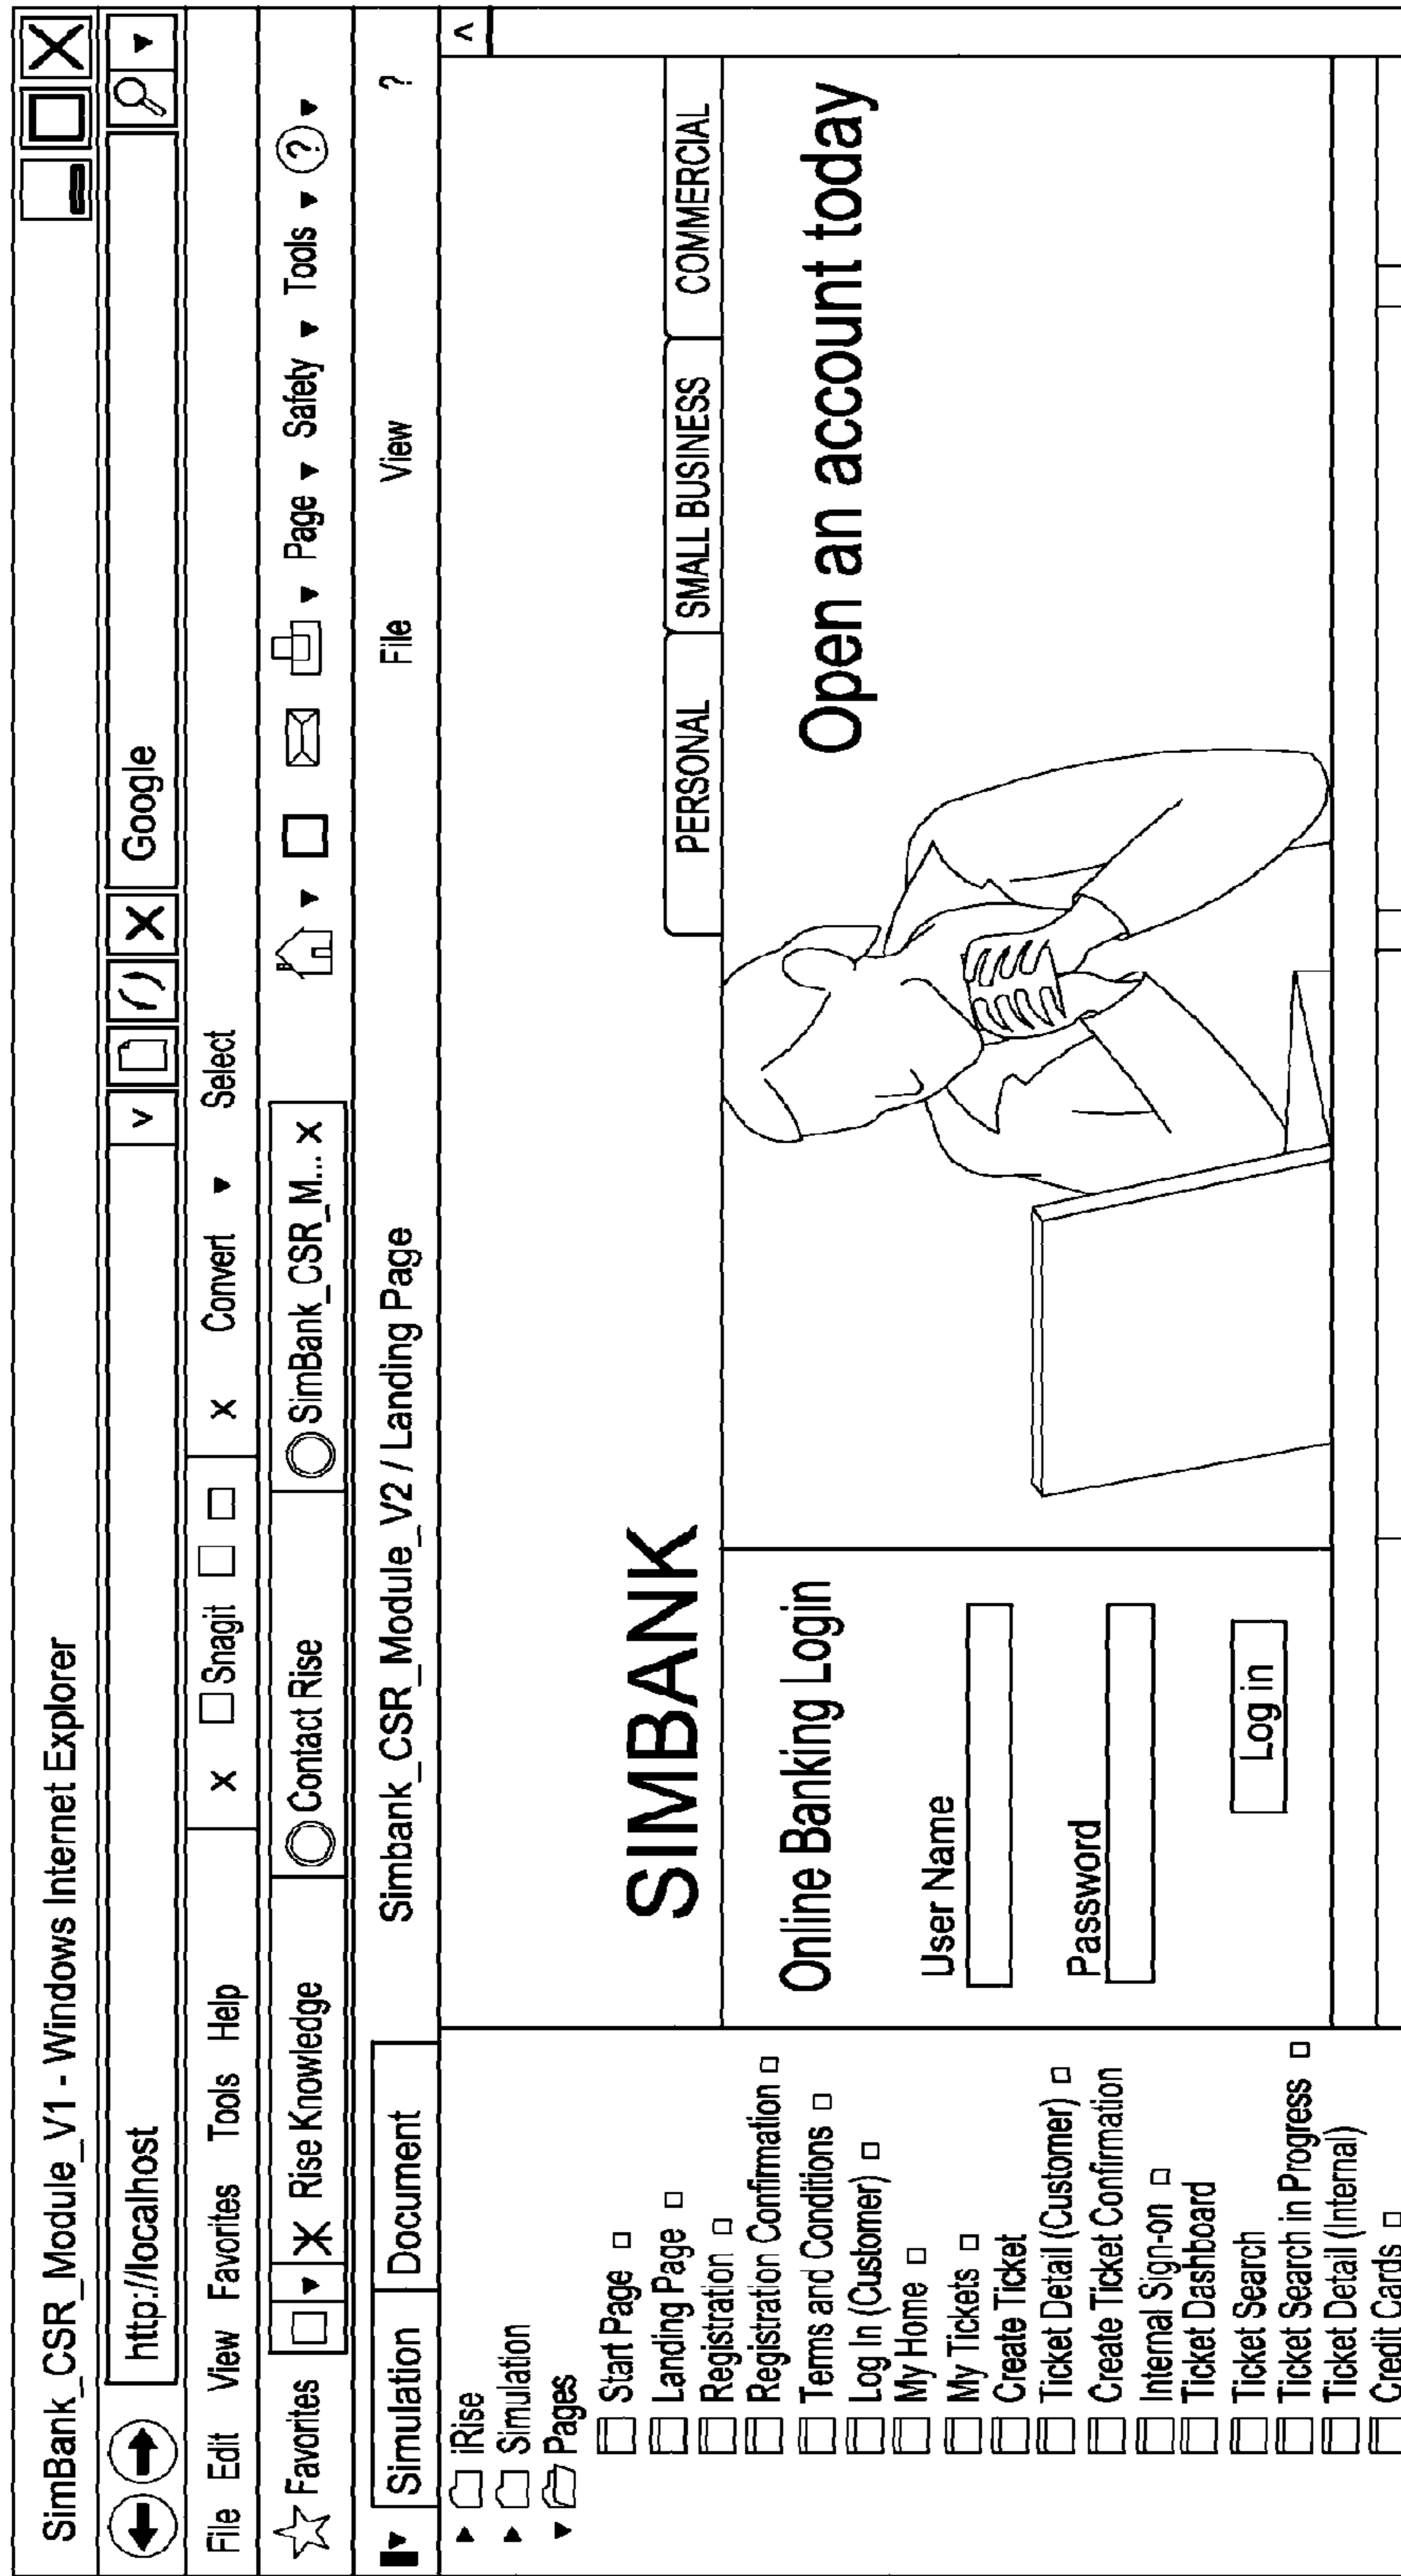 SimBank_CSR_Module_V1 - Windows Internet Explorer
http://localhost
Google
File Edit View Favorites Tools Help
x Snagit x Convert Select
Favorites Rise Knowledge Contact Rise SimBank_CSR_M... x Page Safety Tools ?
Simulation Document Simbank_CSR_Module_V2 / Landing Page File View ?
iRise
Simulation
Pages
Start Page
Landing Page
Registration
Registration Confirmation
Terms and Conditions
Log In (Customer)
My Home
My Tickets
Create Ticket
Ticket Detail (Customer)
Create Ticket Confirmation
Internal Sign-on
Ticket Dashboard
Ticket Search
Ticket Search in Progress
Ticket Detail (Internal)
Credit Cards
SIMBANK
PERSONAL SMALL BUSINESS COMMERCIAL
Online Banking Login
User Name
Password
Log in
Open an account today